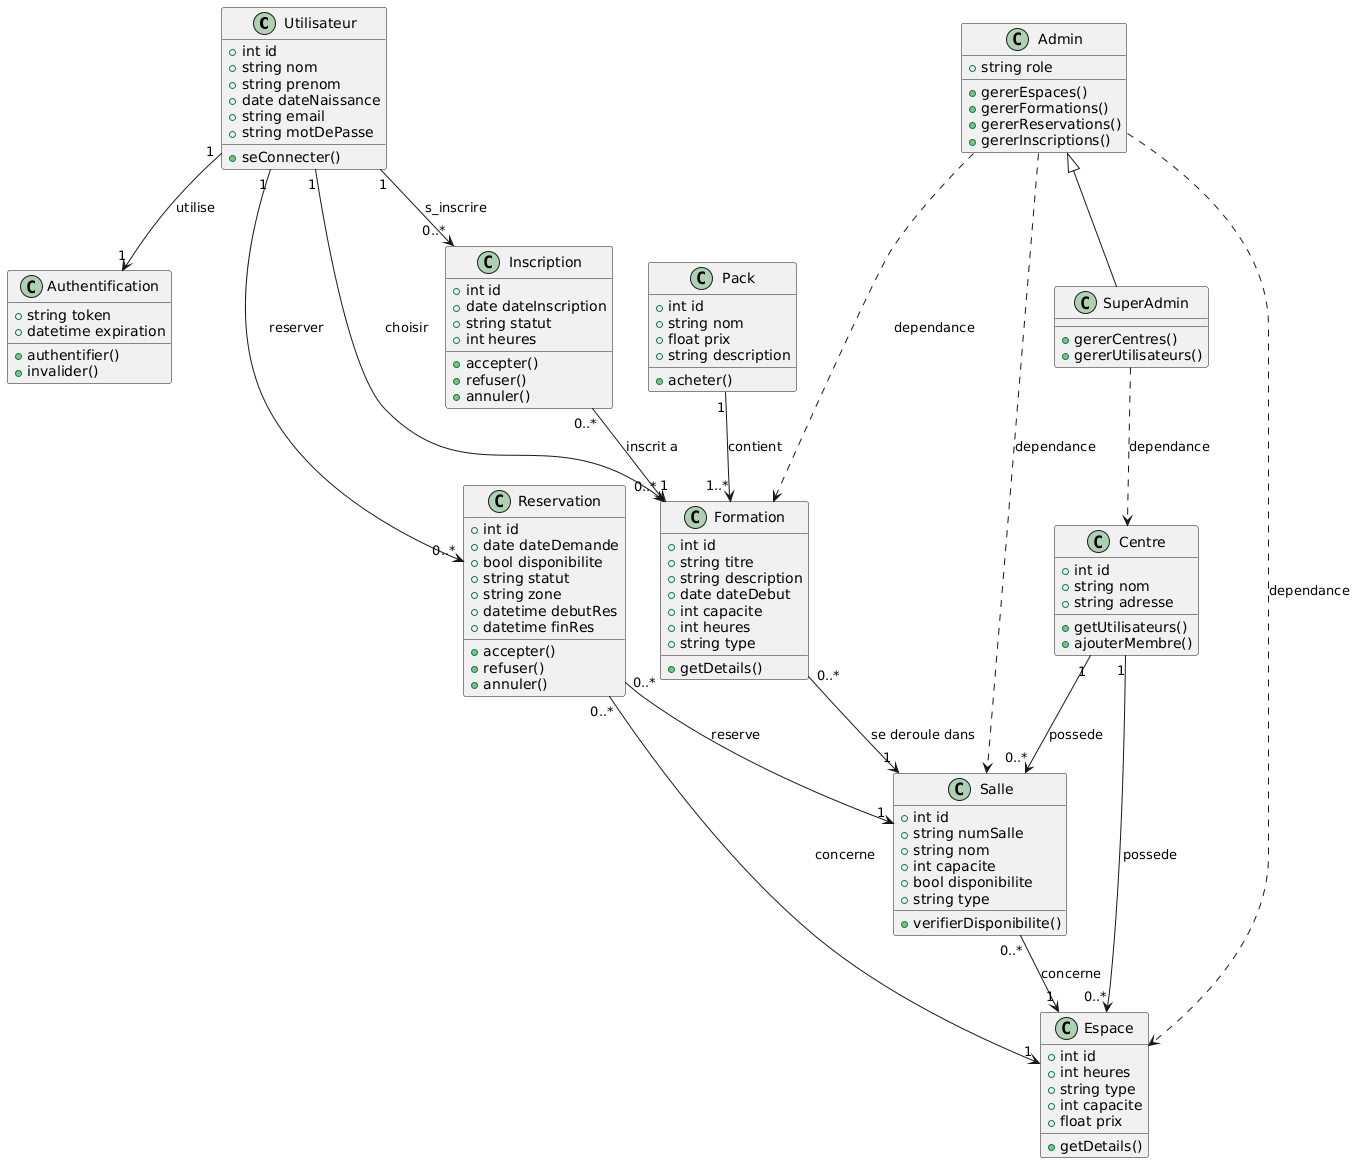 C Utilisateur
int id
string nom
string prenom
date dateNaissance
string email
string motDePasse
seConnecter()
C Admin
string role
gererEspaces()
gererFormations()
gererReservations()
gererInscriptions()
1
1
1
1
utilise
s_inscrire
1
0..*
C Authentification
string token
datetime expiration
authentifier()
invalider()
reserver
choisir
C Inscription
int id
date dateInscription
string statut
int heures
accepter()
refuser()
annuler()
C Pack
int id
string nom
float prix
string description
acheter()
dependance
C SuperAdmin
gererCentres()
gererUtilisateurs()
0..*
1
inscrit a
contient
dependance
dependance
0..*
1
1..*
0..*
C Reservation
int id
date dateDemande
bool disponibilite
string statut
string zone
datetime debutRes
datetime finRes
accepter()
refuser()
annuler()
C Formation
int id
string titre
string description
date dateDebut
int capacite
int heures
string type
getDetails()
C Centre
int id
string nom
string adresse
getUtilisateurs()
ajouterMembre()
dependance
0..*
0..*
0..*
1
1
reserve
se deroule dans
possede
1
0..*
1
C Salle
int id
string numSalle
string nom
int capacite
bool disponibilite
string type
verifierDisponibilite()
concerne
possede
0..*
concerne
1
0..*
1
C Espace
int id
int heures
string type
int capacite
float prix
getDetails()